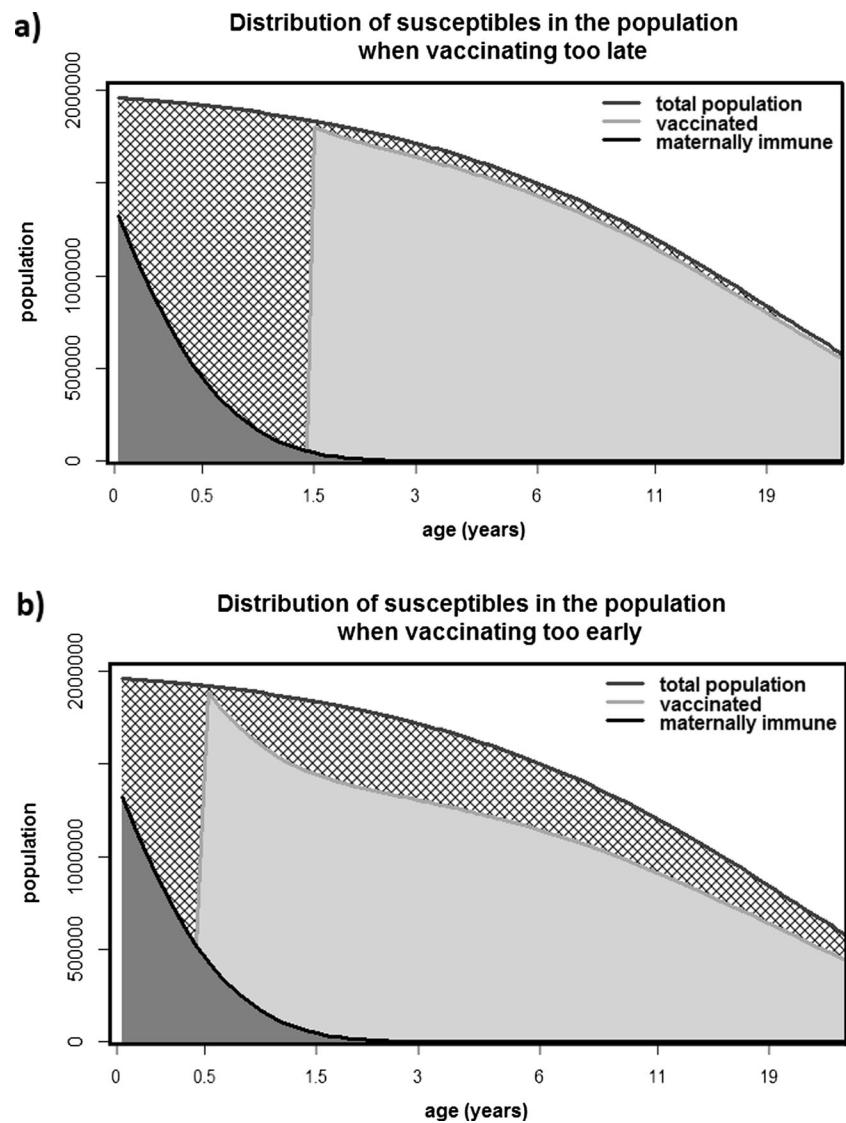 a)
Distribution of susceptibles in the population
when vaccinating too late
total population
vaccinated
maternally immune
population
2000000
1000000
500000
0
0 0.5 1.5 3 6 11 19
age (years)
b)
Distribution of susceptibles in the population
when vaccinating too early
total population
vaccinated
maternally immune
population
2000000
1000000
500000
0
0 0.5 1.5 3 6 11 19
age (years)